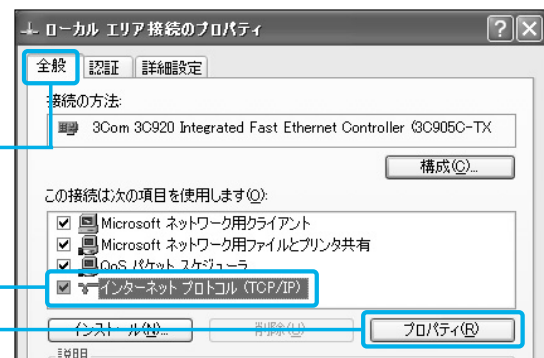 ローカル エリア接続のプロパティ
全般 認証 詳細設定
接続の方法:
3Com 3C920 Integrated Fast Ethernet Controller (3C905C-TX
構成(C)...
この接続は次の項目を使用します(O):
Microsoft ネットワーク用クライアント
Microsoft ネットワーク用ファイルとプリンタ共有
QoS パケット スケジューラ
インターネット プロトコル (TCP/IP)
インストール(N)... 削除(U) プロパティ(R)
説明